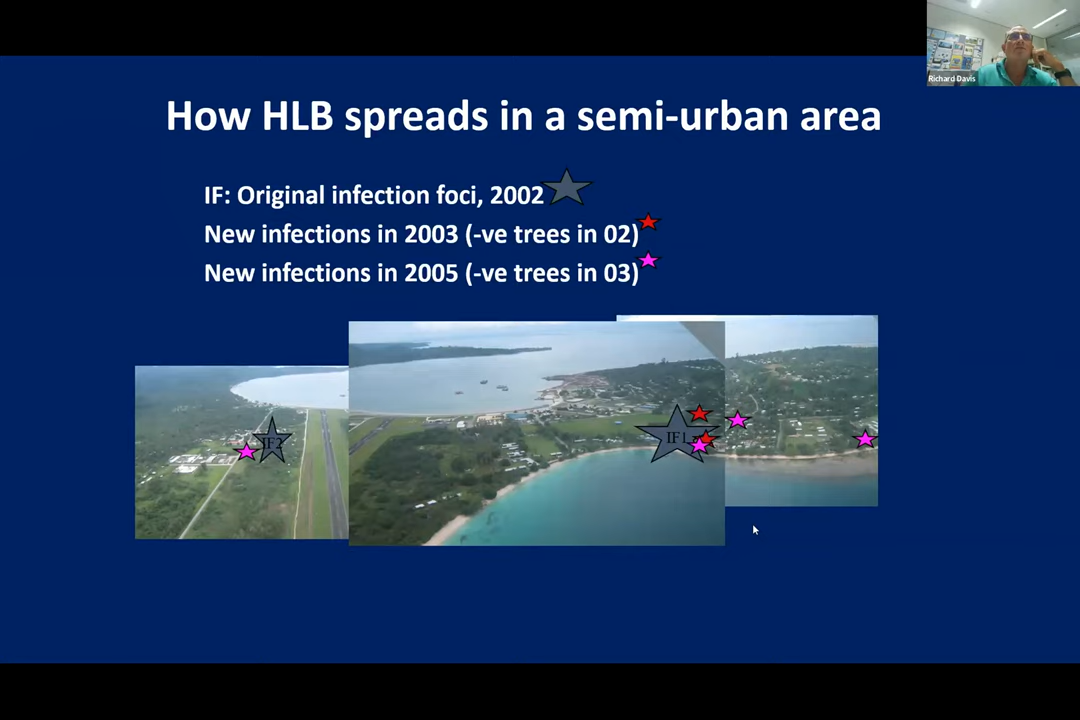 Richard Davis
How HLB spreads in a semi-urban area
IF: Original infection foci, 2002
New infections in 2003 (-ve trees in 02)
New infections in 2005 (-ve trees in 03)
IF2
IF1